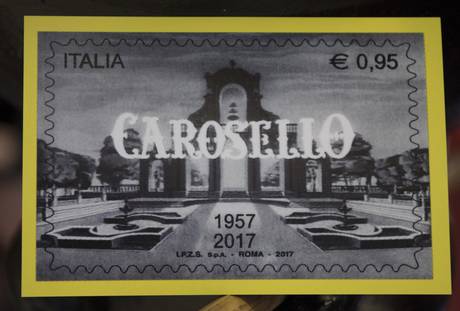 ITALIA € 0,95
CAROSELLO
1957
2017
I.P.Z.S. S.p.A. - ROMA - 2017